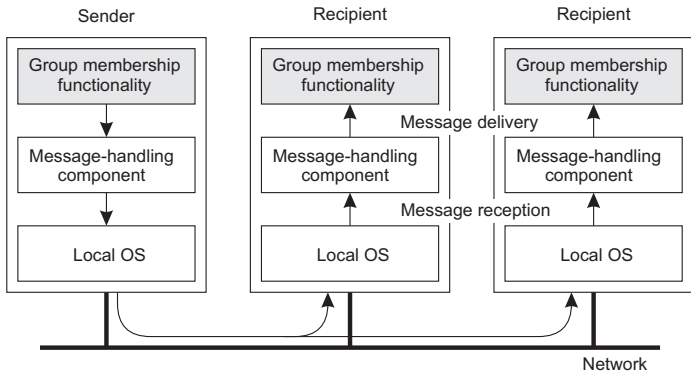 Sender
Recipient
Recipient
Group membership
functionality
Group membership
functionality
Group membership
functionality
Message delivery
Message-handling
component
Message-handling
component
Message-handling
component
Message reception
Local OS
Local OS
Local OS
Network